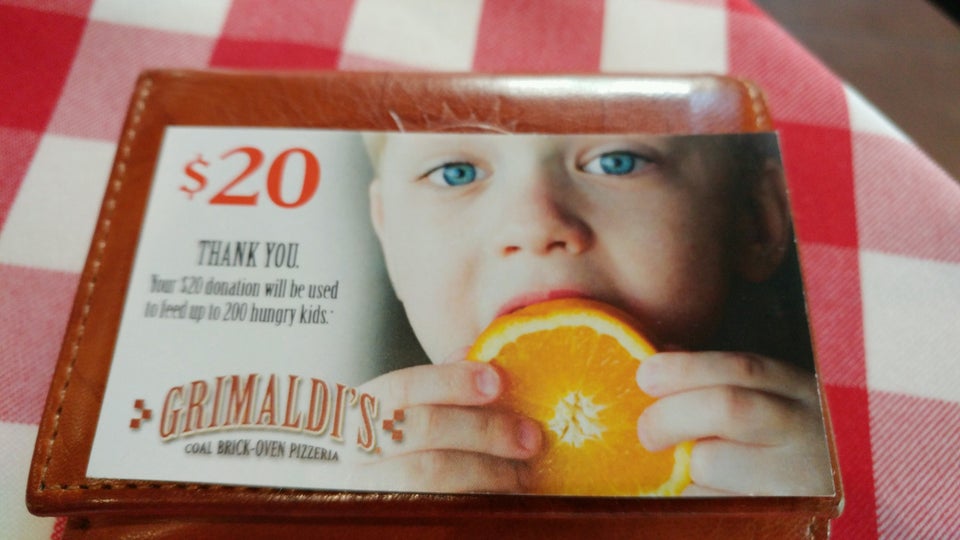 $20
THANK YOU.
Your $20 donation will be used
to feed up to 200 hungry kids.*
GRIMALDI'S
COAL BRICK-OVEN PIZZERIA